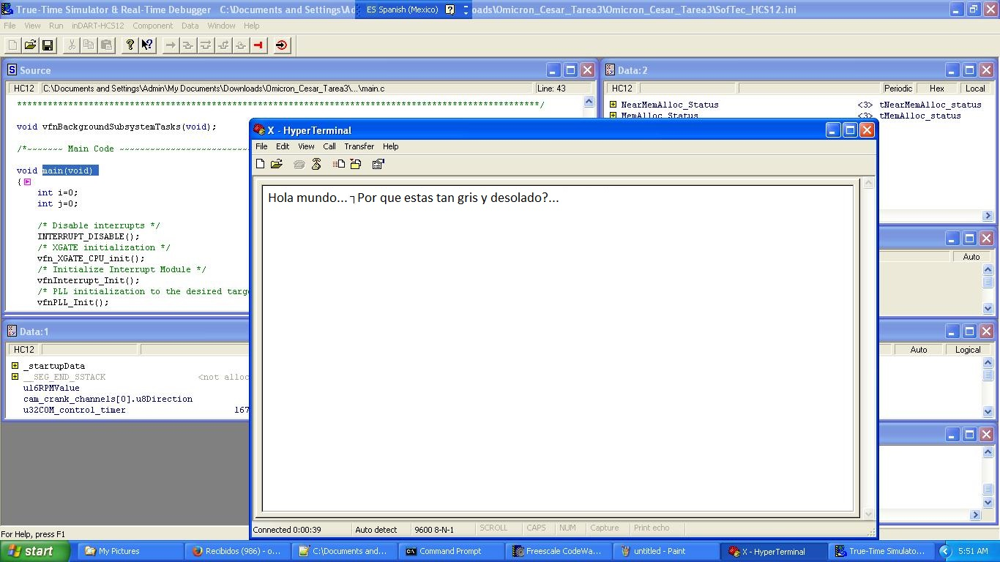 True-Time Simulator & Real-Time Debugger C:\Documents and Settings\Ad
ES Spanish (Mexico)
loads\Omicron_Cesar_Tarea3\Omicron_Cesar_Tarea3\SofTec_HCS12.ini
File View Run inDART-HCS12 Component Data Window Help
Source
HC12 C:\Documents and Settings\Admin\My Documents\Downloads\Omicron_Cesar_Tarea3\...\main.c Line: 43
void vfnBackgroundSubsystemTasks(void);
/*~~~~~~~ Main Code ~~~~~~~~~~~~~~~~~~~~~~~~~~
void main(void)
{
int i=0;
int j=0;
/* Disable interrupts */
INTERRUPT_DISABLE();
/* XGATE initialization */
vfn_XGATE_CPU_init();
/* Initialize Interrupt Module */
vfnInterrupt_Init();
/* PLL initialization to the desired targ
vfnPLL_Init();
Data:2
HC12 Periodic Hex Local
NearMemAlloc_Status <3> tNearMemAlloc_status
MemAlloc_Status <3> tMemAlloc_status
X - HyperTerminal
File Edit View Call Transfer Help
Hola mundo... ┐Por que estas tan gris y desolado?...
Connected 0:00:39 Auto detect 9600 8-N-1 SCROLL CAPS NUM Capture Print echo
Auto
Auto Logical
Data:1
HC12
_startupData
__SEG_END_SSTACK <not alloc
u16RPMValue
cam_crank_channels[0].u8Direction
u32COM_control_timer 167
For Help, press F1
start
My Pictures
Recibidos (986) - o...
C:\Documents and...
Command Prompt
Freescale CodeWa...
untitled - Paint
X - HyperTerminal
True-Time Simulato...
5:51 AM